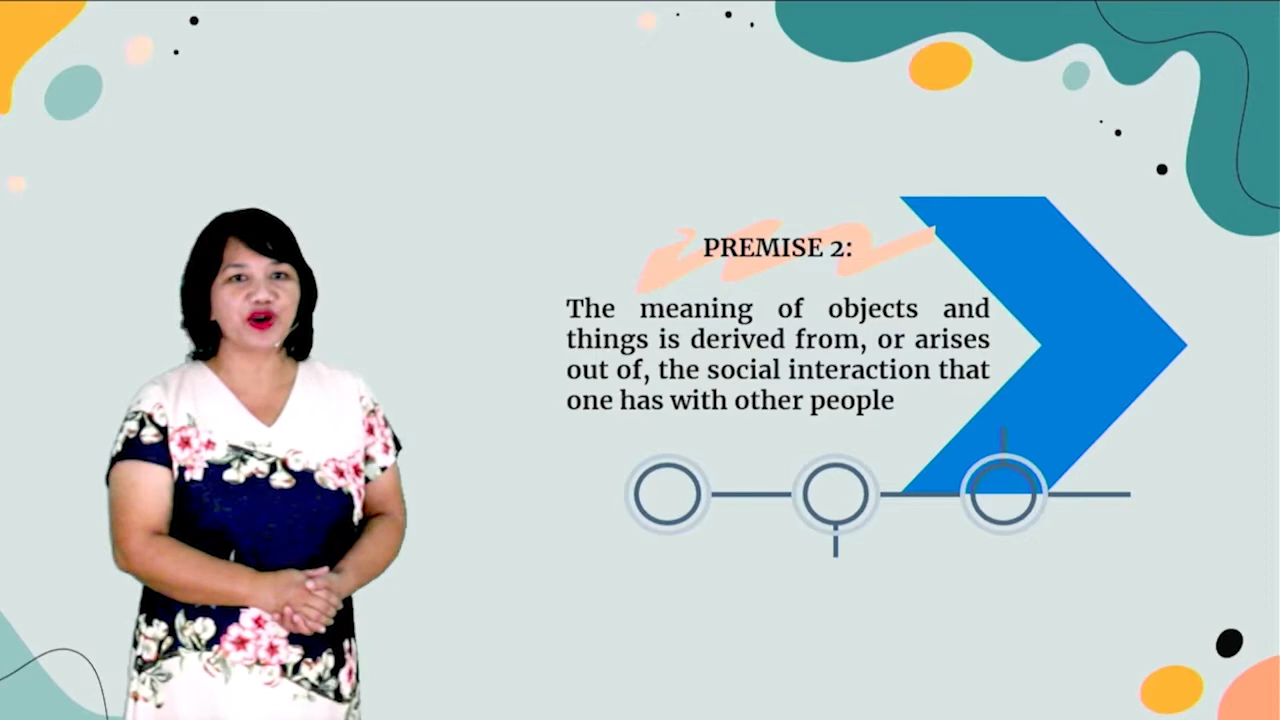 PREMISE 2:
The meaning of objects and
things is derived from, or arises
out of, the social interaction that
one has with other people